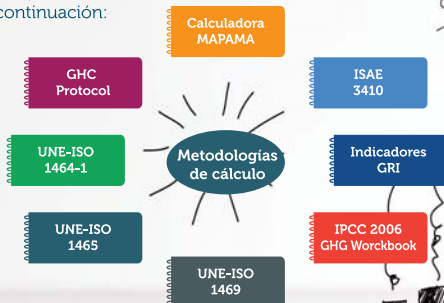 continuación:
Calculadora
MAPAMA
GHC
Protocol
ISAE
3410
UNE-ISO
1464-1
Metodologías
de cálculo
Indicadores
GRI
UNE-ISO
1465
IPCC 2006
GHG Worckbook
UNE-ISO
1469